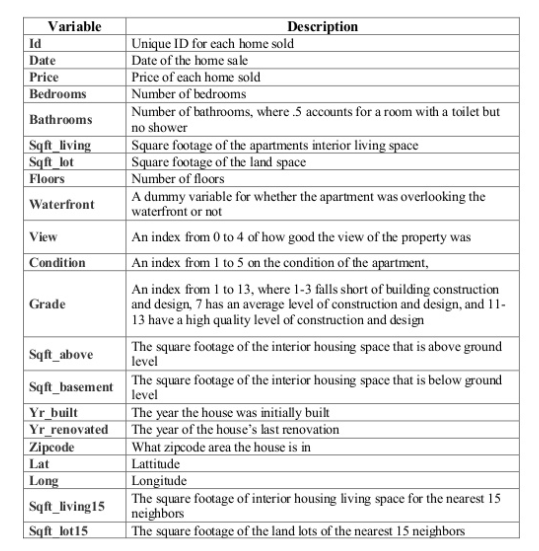 Variable Description
Id Unique ID for each home sold
Date Date of the home sale
Price Price of each home sold
Bedrooms Number of bedrooms
Bathrooms Number of bathrooms, where .5 accounts for a room with a toilet but
no shower
Sqft_living Square footage of the apartments interior living space
Sqft_lot Square footage of the land space
Floors Number of floors
Waterfront A dummy variable for whether the apartment was overlooking the
waterfront or not
View An index from 0 to 4 of how good the view of the property was
Condition An index from 1 to 5 on the condition of the apartment,
Grade An index from 1 to 13, where 1-3 falls short of building construction
and design, 7 has an average level of construction and design, and 11-
13 have a high quality level of construction and design
Sqft_above The square footage of the interior housing space that is above ground
level
Sqft_basement The square footage of the interior housing space that is below ground
level
Yr_built The year the house was initially built
Yr_renovated The year of the house's last renovation
Zipcode What zipcode area the house is in
Lat Lattitude
Long Longitude
Sqft_living15 The square footage of interior housing living space for the nearest 15
neighbors
Sqft_lot15 The square footage of the land lots of the nearest 15 neighbors